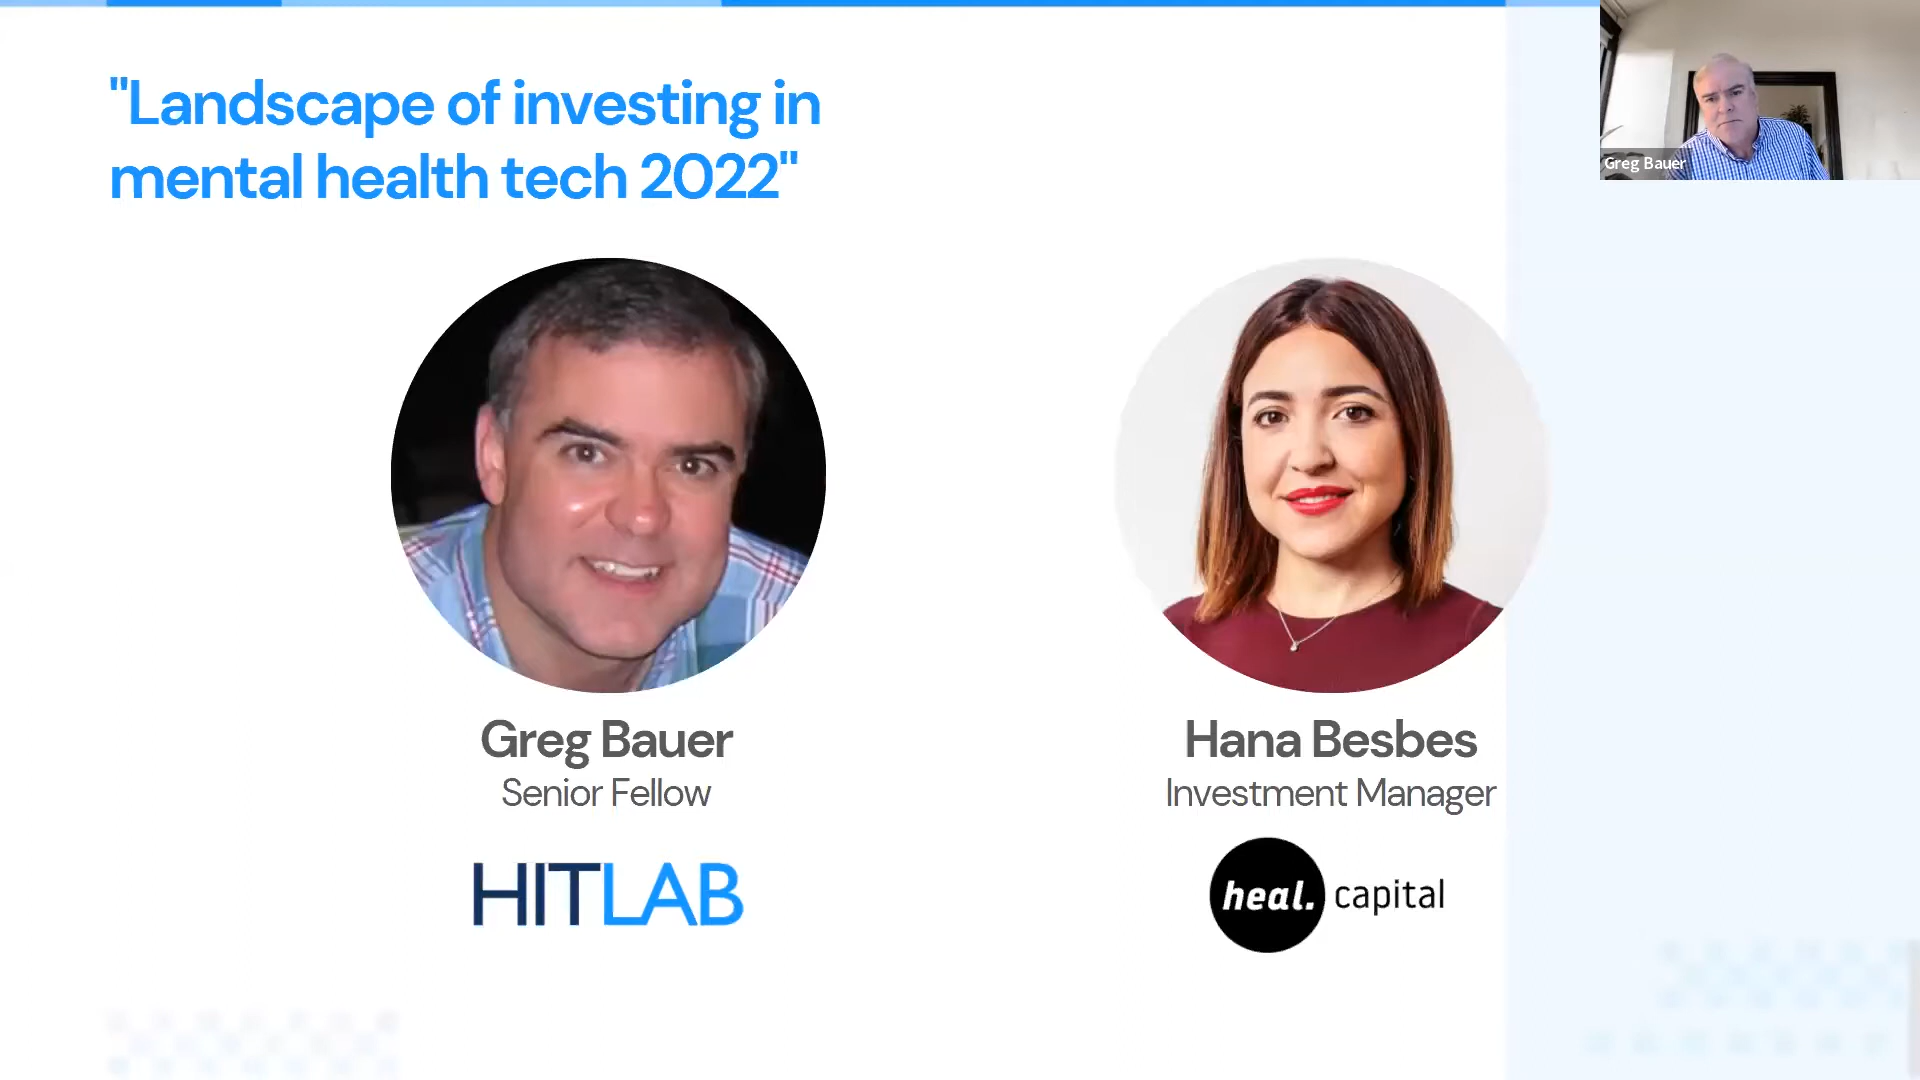 "Landscape of investing in
mental health tech 2022"
Greg Bauer
Greg Bauer
Senior Fellow
HITLAB
Hana Besbes
Investment Manager
heal. capital